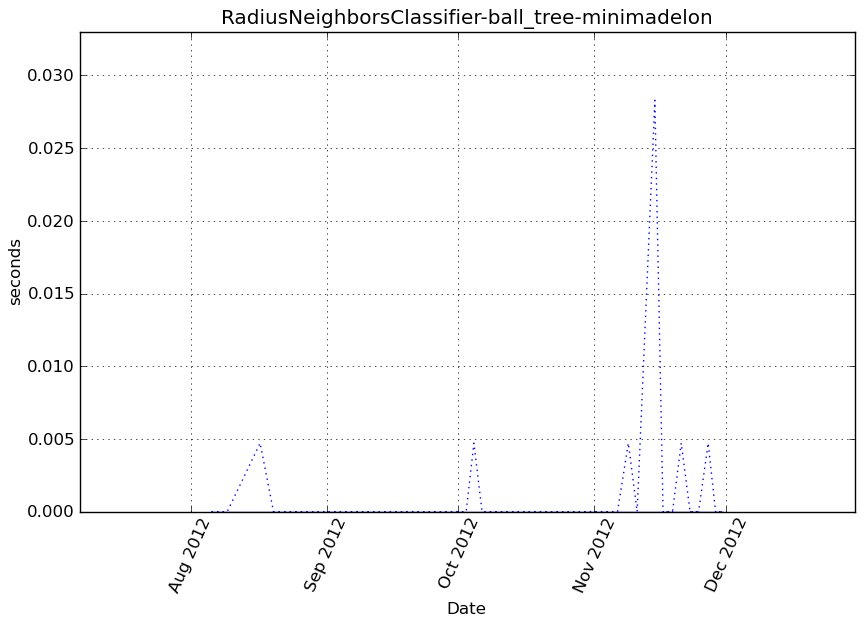 RadiusNeighborsClassifier-ball_tree-minimadelon
0.030
0.025
0.020
0.015
0.010
0.005
0.000
seconds
Aug 2012
Sep 2012
Oct 2012
Nov 2012
Dec 2012
Date